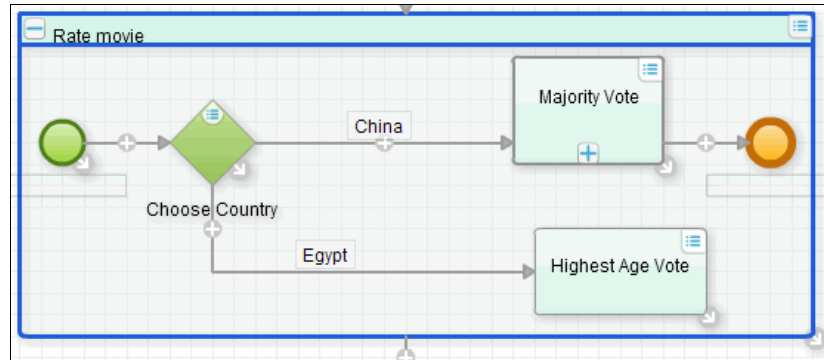 Rate movie
China
Majority Vote
Choose Country
Egypt
Highest Age Vote